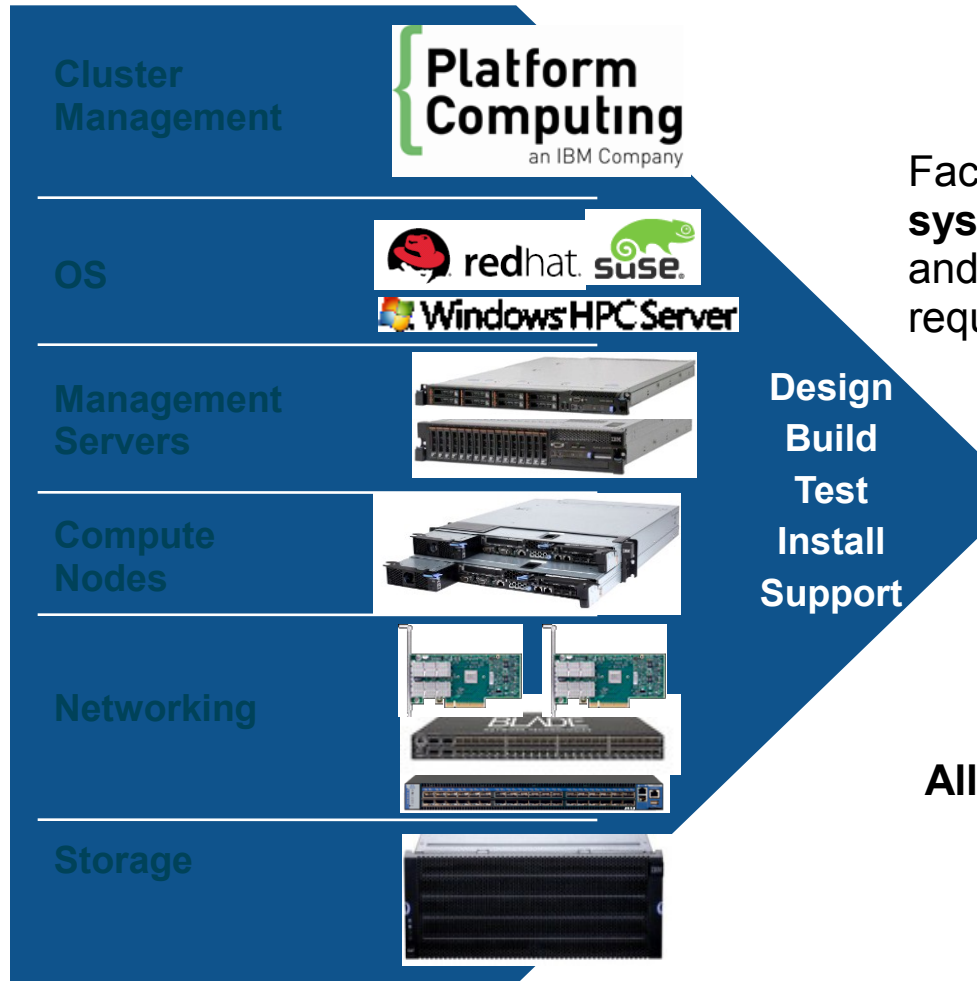 Cluster
Management
Platform
Computing
an IBM Company
OS
redhat.
suse.
Windows HPC Server
Management
Servers
Compute
Nodes
Networking
BLADE
Storage
Design
Build
Test
Install
Support
Fac
sys
and
requ
All